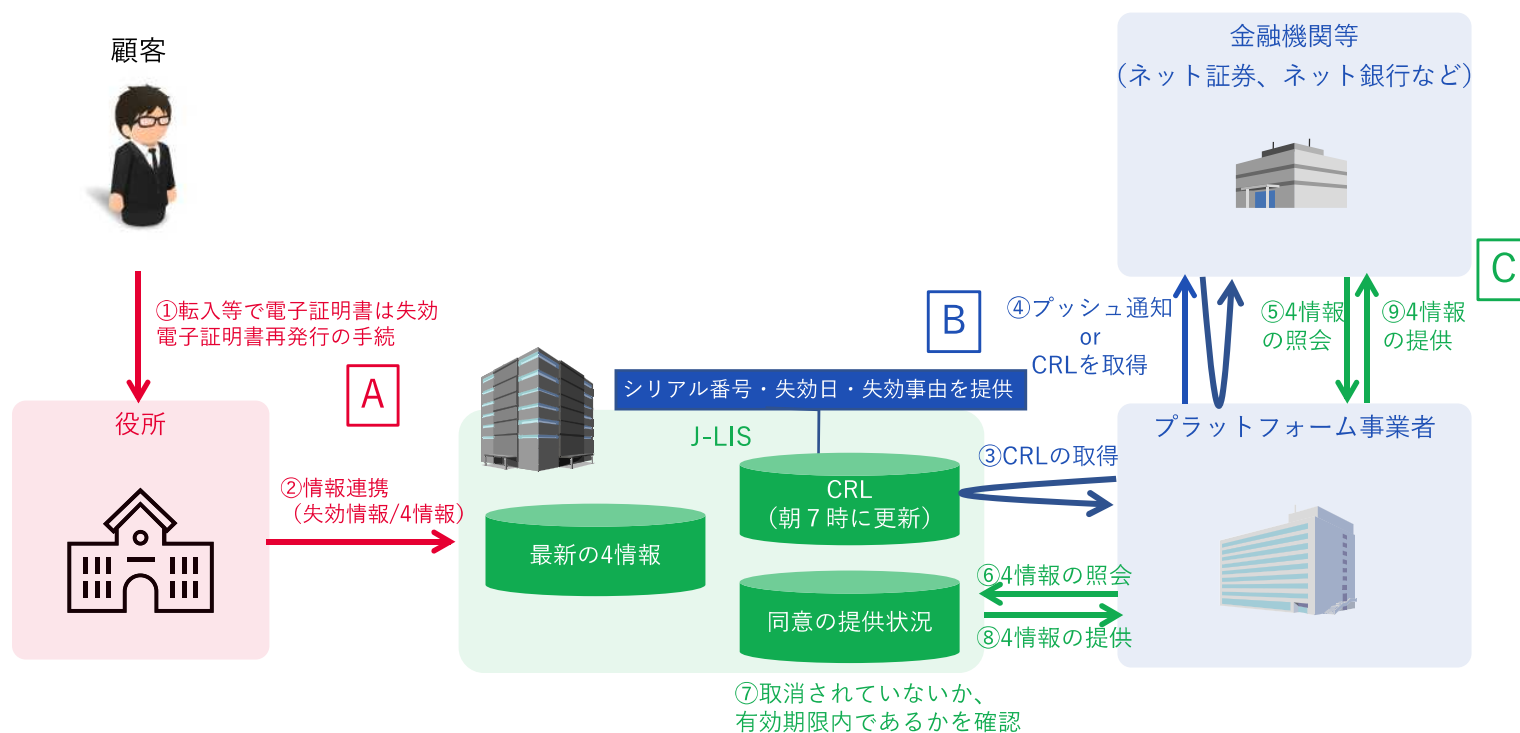 顧客
①転入等で電子証明書は失効
電子証明書再発行の手続
A
役所
②情報連携
（失効情報/4情報）
J-LIS
最新の4情報
シリアル番号・失効日・失効事由を提供
CRL
（朝７時に更新）
同意の提供状況
⑦取消されていないか、
有効期限内であるかを確認
B
③CRLの取得
④プッシュ通知
or
CRLを取得
金融機関等
（ネット証券、ネット銀行など）
C
⑤4情報
の照会
⑨4情報
の提供
プラットフォーム事業者
⑥4情報の照会
⑧4情報の提供